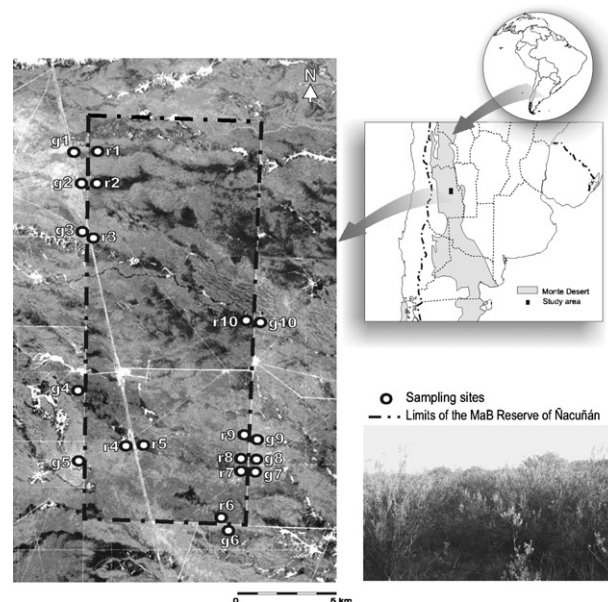 N
g1 r1
g2 r2
g3 r3
r10 g10
g4
r4 r5
g5
r9 g9
r8 g8
r7 g7
r6
g6
0 5 km
Monte Desert
Study area
Sampling sites
Limits of the MaB Reserve of Ñacuñán